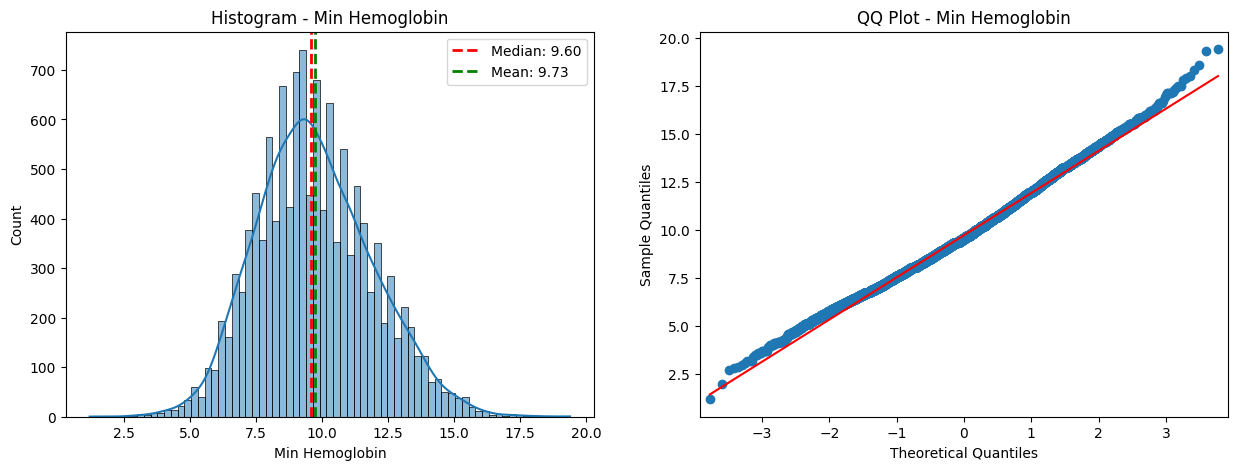 Histogram - Min Hemoglobin
Median: 9.60
Mean: 9.73
700
600
500
400
300
200
100
0
Count
2.5 5.0 7.5 10.0 12.5 15.0 17.5 20.0
Min Hemoglobin
QQ Plot - Min Hemoglobin
20.0
17.5
15.0
12.5
10.0
7.5
5.0
2.5
Sample Quantiles
−3 −2 −1 0 1 2 3
Theoretical Quantiles